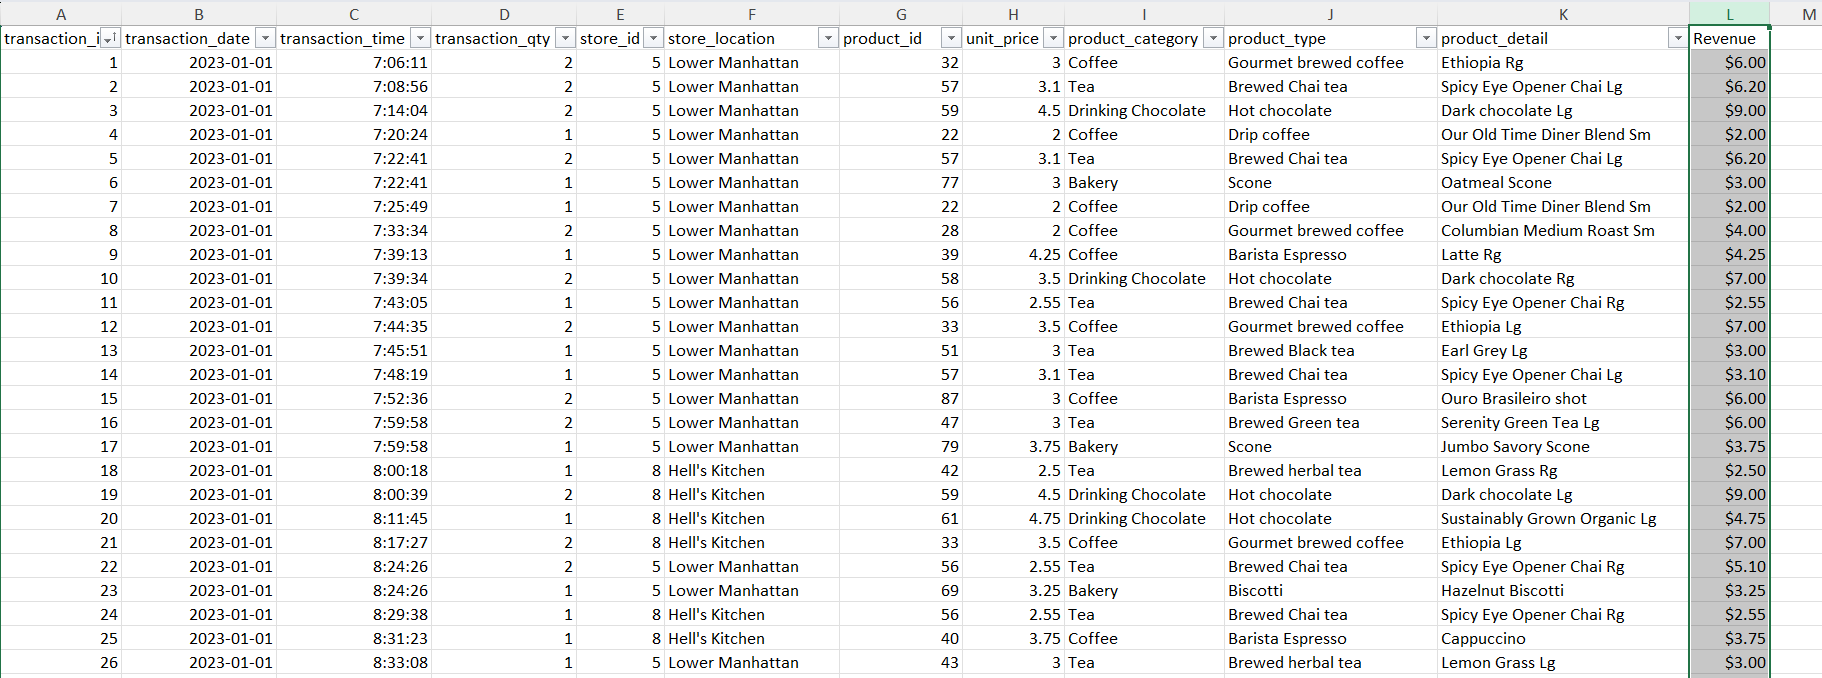 A B C D E F G H I J K L M
transaction_i transaction_date transaction_time transaction_qty store_id store_location product_id unit_price product_category product_type product_detail Revenue
1 2023-01-01 7:06:11 2 5 Lower Manhattan 32 3 Coffee Gourmet brewed coffee Ethiopia Rg $6.00
2 2023-01-01 7:08:56 2 5 Lower Manhattan 57 3.1 Tea Brewed Chai tea Spicy Eye Opener Chai Lg $6.20
3 2023-01-01 7:14:04 2 5 Lower Manhattan 59 4.5 Drinking Chocolate Hot chocolate Dark chocolate Lg $9.00
4 2023-01-01 7:20:24 1 5 Lower Manhattan 22 2 Coffee Drip coffee Our Old Time Diner Blend Sm $2.00
5 2023-01-01 7:22:41 2 5 Lower Manhattan 57 3.1 Tea Brewed Chai tea Spicy Eye Opener Chai Lg $6.20
6 2023-01-01 7:22:41 1 5 Lower Manhattan 77 3 Bakery Scone Oatmeal Scone $3.00
7 2023-01-01 7:25:49 1 5 Lower Manhattan 22 2 Coffee Drip coffee Our Old Time Diner Blend Sm $2.00
8 2023-01-01 7:33:34 2 5 Lower Manhattan 28 2 Coffee Gourmet brewed coffee Columbian Medium Roast Sm $4.00
9 2023-01-01 7:39:13 1 5 Lower Manhattan 39 4.25 Coffee Barista Espresso Latte Rg $4.25
10 2023-01-01 7:39:34 2 5 Lower Manhattan 58 3.5 Drinking Chocolate Hot chocolate Dark chocolate Rg $7.00
11 2023-01-01 7:43:05 1 5 Lower Manhattan 56 2.55 Tea Brewed Chai tea Spicy Eye Opener Chai Rg $2.55
12 2023-01-01 7:44:35 2 5 Lower Manhattan 33 3.5 Coffee Gourmet brewed coffee Ethiopia Lg $7.00
13 2023-01-01 7:45:51 1 5 Lower Manhattan 51 3 Tea Brewed Black tea Earl Grey Lg $3.00
14 2023-01-01 7:48:19 1 5 Lower Manhattan 57 3.1 Tea Brewed Chai tea Spicy Eye Opener Chai Lg $3.10
15 2023-01-01 7:52:36 2 5 Lower Manhattan 87 3 Coffee Barista Espresso Ouro Brasileiro shot $6.00
16 2023-01-01 7:59:58 2 5 Lower Manhattan 47 3 Tea Brewed Green tea Serenity Green Tea Lg $6.00
17 2023-01-01 7:59:58 1 5 Lower Manhattan 79 3.75 Bakery Scone Jumbo Savory Scone $3.75
18 2023-01-01 8:00:18 1 8 Hell's Kitchen 42 2.5 Tea Brewed herbal tea Lemon Grass Rg $2.50
19 2023-01-01 8:00:39 2 8 Hell's Kitchen 59 4.5 Drinking Chocolate Hot chocolate Dark chocolate Lg $9.00
20 2023-01-01 8:11:45 1 8 Hell's Kitchen 61 4.75 Drinking Chocolate Hot chocolate Sustainably Grown Organic Lg $4.75
21 2023-01-01 8:17:27 2 8 Hell's Kitchen 33 3.5 Coffee Gourmet brewed coffee Ethiopia Lg $7.00
22 2023-01-01 8:24:26 2 5 Lower Manhattan 56 2.55 Tea Brewed Chai tea Spicy Eye Opener Chai Rg $5.10
23 2023-01-01 8:24:26 1 5 Lower Manhattan 69 3.25 Bakery Biscotti Hazelnut Biscotti $3.25
24 2023-01-01 8:29:38 1 8 Hell's Kitchen 56 2.55 Tea Brewed Chai tea Spicy Eye Opener Chai Rg $2.55
25 2023-01-01 8:31:23 1 8 Hell's Kitchen 40 3.75 Coffee Barista Espresso Cappuccino $3.75
26 2023-01-01 8:33:08 1 5 Lower Manhattan 43 3 Tea Brewed herbal tea Lemon Grass Lg $3.00